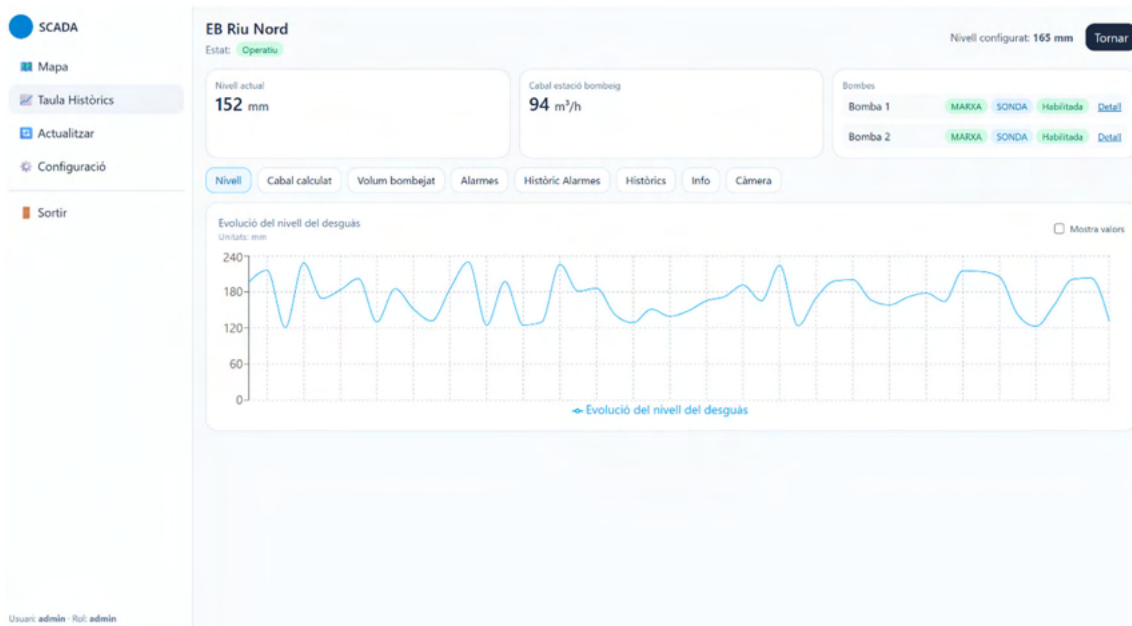 SCADA
Mapa
Taula Històrics
Actualitzar
Configuració
Sortir
Usuari: admin · Rol: admin
EB Riu Nord
Estat: Operatiu
Nivell configurat: 165 mm
Tornar
Nivell actual
152 mm
Cabal estació bombeig
94 m³/h
Bombes
Bomba 1 MARXA SONDA Habilitada Detall
Bomba 2 MARXA SONDA Habilitada Detall
Nivell Cabal calculat Volum bombejat Alarmes Històric Alarmes Històrics Info Càmera
Evolució del nivell del desguàs
Unitats: mm
Mostra valors
240
180
120
60
0
Evolució del nivell del desguàs